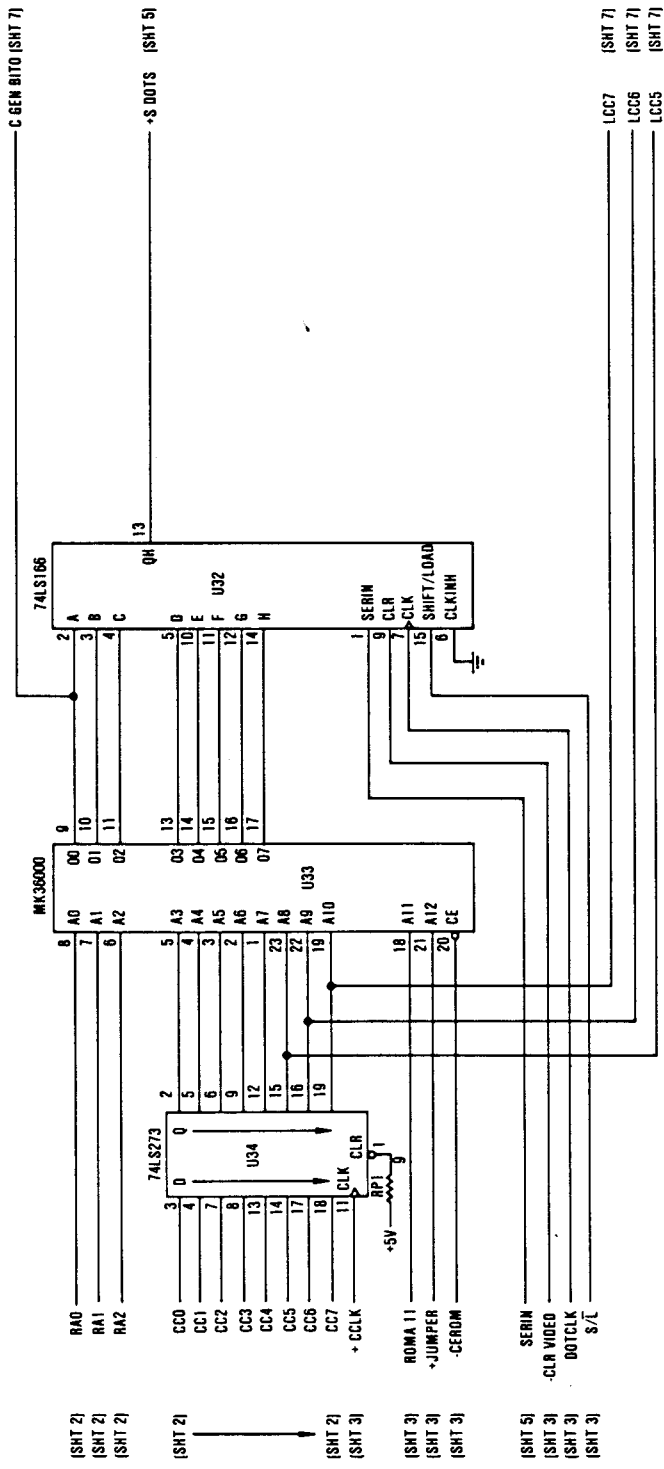 C GEN BIT0 (SHT 7)
+S DOTS (SHT 5)
LCC7 (SHT 7)
LCC6 (SHT 7)
LCC5 (SHT 7)
74LS166
U32
2 A
3 B
4 C
5 D
10 E
11 F
12 G
14 H
QH 13
1 SERIN
9 CLR
7 CLK
15 SHIFT/LOAD
6 CLKINH
MK36000
U33
8 A0
7 A1
6 A2
5 A3
4 A4
3 A5
2 A6
1 A7
23 A8
22 A9
19 A10
18 A11
21 A12
20 CE
O0 9
O1 10
O2 11
O3 13
O4 14
O5 15
O6 16
O7 17
74LS273
D Q
U34
3
4
7
8
13
14
17
18
11 CLK
CLR 1
2
5
6
9
12
15
16
19
+5V RP1 9
(SHT 2) RA0
(SHT 2) RA1
(SHT 2) RA2
(SHT 2) CC0
CC1
CC2
CC3
CC4
CC5
CC6
(SHT 2) CC7
(SHT 3) +CCLK
(SHT 3) ROMA 11
(SHT 3) +JUMPER
(SHT 3) -CEROM
(SHT 5) SERIN
(SHT 3) -CLR VIDEO
(SHT 3) DOTCLK
(SHT 3) S/L̅